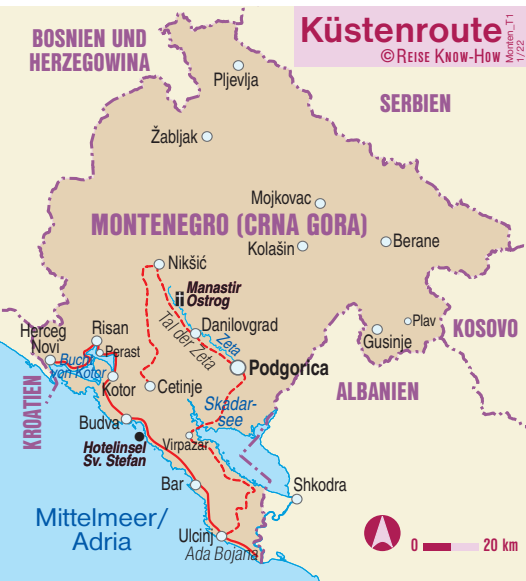 Küstenroute
© REISE KNOW-HOW
Monten_T1
1/22
BOSNIEN UND
HERZEGOWINA
Pljevlja
SERBIEN
Žabljak
Mojkovac
MONTENEGRO (CRNA GORA)
Kolašin
Berane
Nikšić
Manastir
Ostrog
Tal der Zeta
Danilovgrad
Zeta
Plav
Gusinje
KOSOVO
Herceg
Novi
Risan
Perast
Bucht
von Kotor
Kotor
Podgorica
Cetinje
ALBANIEN
KROATIEN
Skadar-
see
Budva
Virpazar
Hotelinsel
Sv. Stefan
Bar
Shkodra
Mittelmeer/
Adria
Ulcinj
Ada Bojana
0
20 km